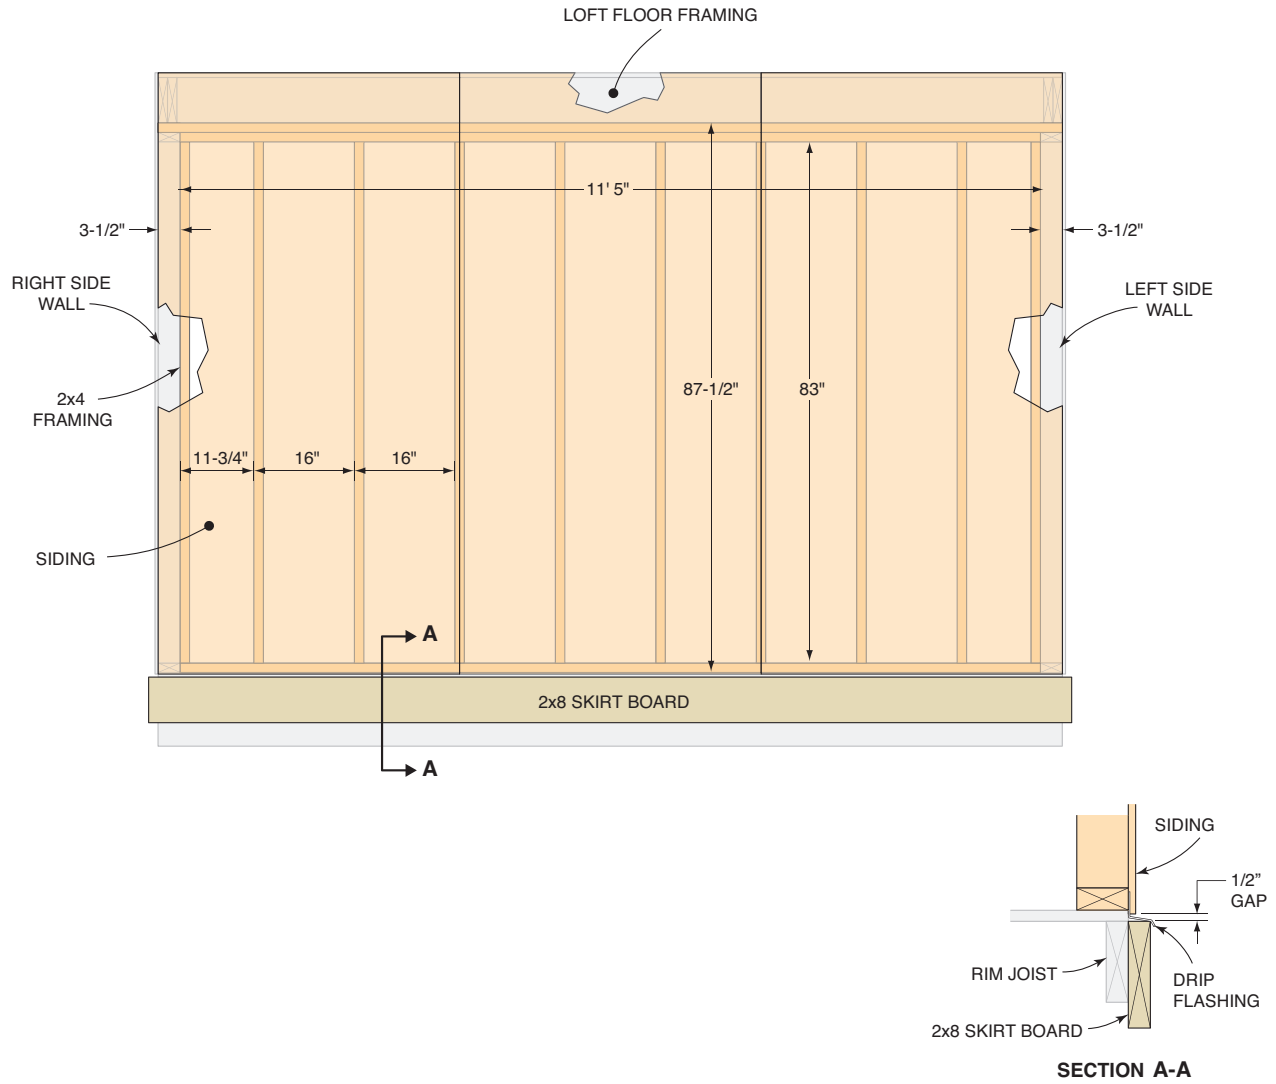 LOFT FLOOR FRAMING
11' 5"
3-1/2"
3-1/2"
RIGHT SIDE
WALL
LEFT SIDE
WALL
2x4
FRAMING
87-1/2"
83"
11-3/4"
16"
16"
SIDING
A
2x8 SKIRT BOARD
A
SIDING
1/2”
GAP
RIM JOIST
DRIP
FLASHING
2x8 SKIRT BOARD
SECTION A-A